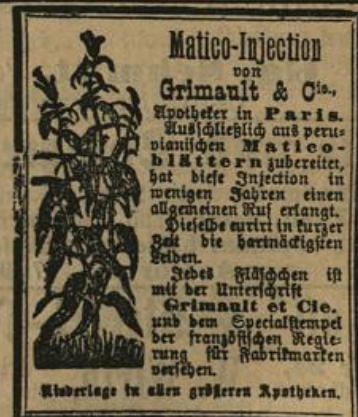 Matico-Injection
von
Grimault & Cie.,
Apotheker in Paris.
Ausschließlich aus peru-
vianischen Matico-
blättern zubereitet,
hat diese Injection in
wenigen Jahren einen
allgemeinen Ruf erlangt.
Dieselbe curirt in kurzer
Zeit die hartnäckigsten
Leiden.
Jedes Fläschchen ist
mit der Unterschrift
Grimault et Cie.
und dem Specialstempel
der französischen Regie-
rung für Fabrikmarken
versehen.
Niederlage in allen größeren Apotheken.